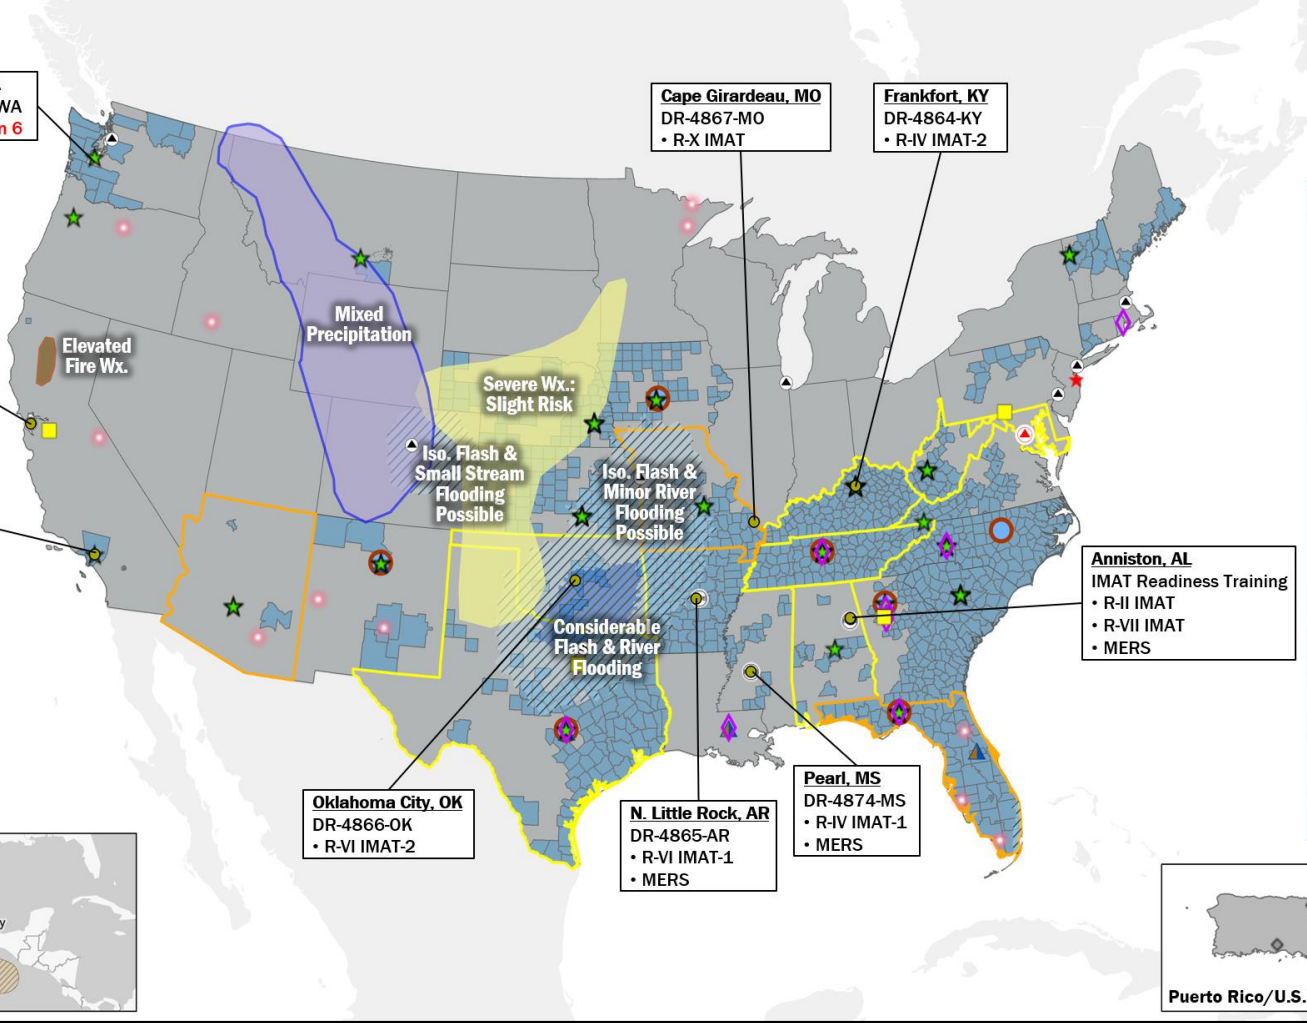 WA
n 6
Cape Girardeau, MO
DR-4867-MO
• R-X IMAT
Frankfort, KY
DR-4864-KY
• R-IV IMAT-2
Mixed
Precipitation
Elevated
Fire Wx.
Severe Wx.:
Slight Risk
Iso. Flash &
Small Stream
Flooding
Possible
Iso. Flash &
Minor River
Flooding
Possible
Considerable
Flash & River
Flooding
Anniston, AL
IMAT Readiness Training
• R-II IMAT
• R-VII IMAT
• MERS
Oklahoma City, OK
DR-4866-OK
• R-VI IMAT-2
N. Little Rock, AR
DR-4865-AR
• R-VI IMAT-1
• MERS
Pearl, MS
DR-4874-MS
• R-IV IMAT-1
• MERS
y
Puerto Rico/U.S.